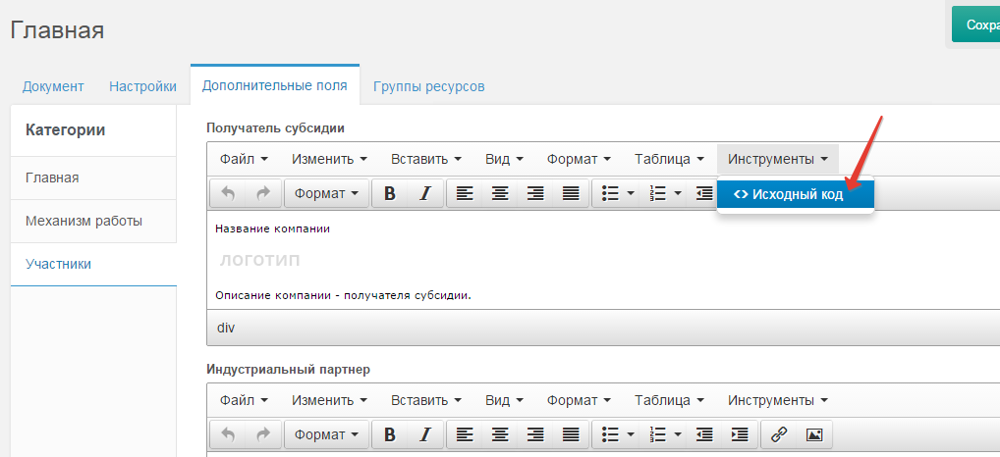 Главная
Сохра
Документ Настройки Дополнительные поля Группы ресурсов
Категории
Главная
Механизм работы
Участники
Получатель субсидии
Файл Изменить Вставить Вид Формат Таблица Инструменты
Формат B I
Исходный код
Название компании
ЛОГОТИП
Описание компании - получателя субсидии.
div
Индустриальный партнер
Файл Изменить Вставить Вид Формат Таблица Инструменты
Формат B I